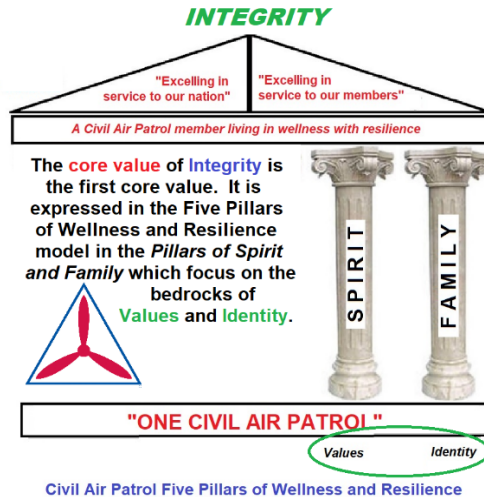 INTEGRITY
"Excelling in
service to our nation"
"Excelling in
service to our members"
A Civil Air Patrol member living in wellness with resilience
The core value of Integrity is
the first core value. It is
expressed in the Five Pillars
of Wellness and Resilience
model in the Pillars of Spirit
and Family which focus on the
bedrocks of
Values and Identity.
SPIRIT
FAMILY
"ONE CIVIL AIR PATROL"
Values Identity
Civil Air Patrol Five Pillars of Wellness and Resilience